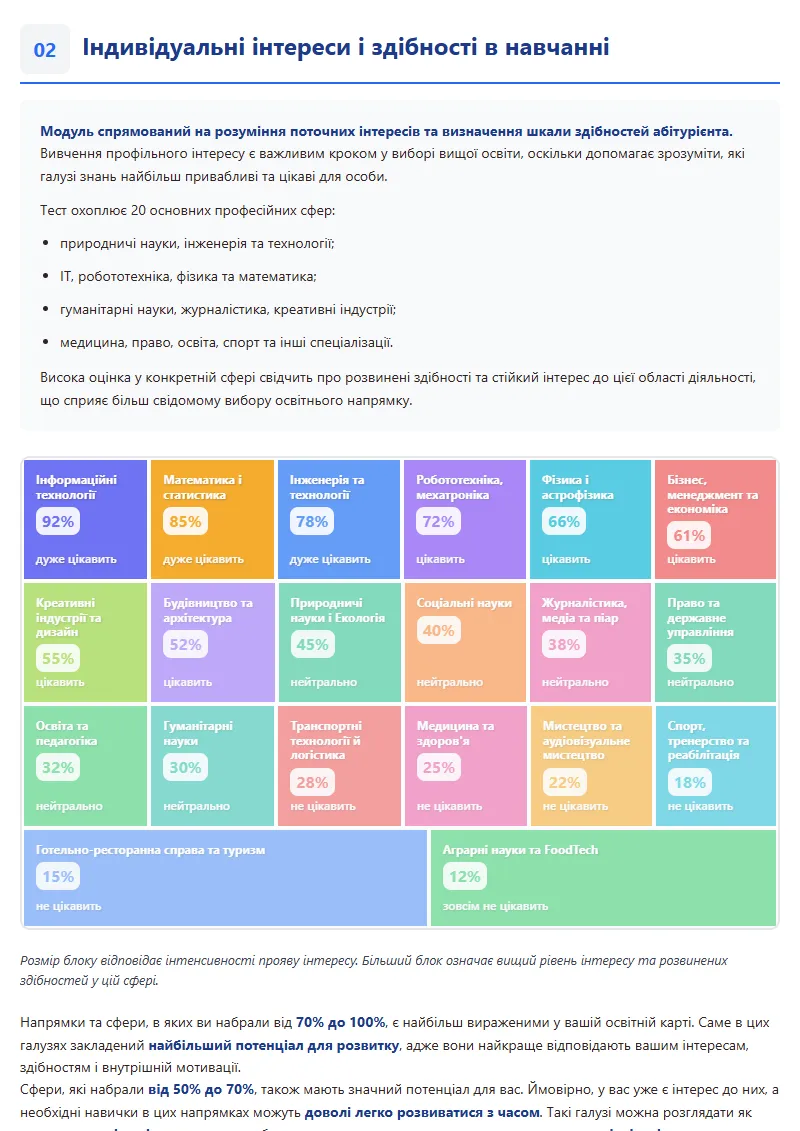 02
Індивідуальні інтереси і здібності в навчанні
Модуль спрямований на розуміння поточних інтересів та визначення шкали здібностей абітурієнта.
Вивчення профільного інтересу є важливим кроком у виборі вищої освіти, оскільки допомагає зрозуміти, які
галузі знань найбільш привабливі та цікаві для особи.
Тест охоплює 20 основних професійних сфер:
• природничі науки, інженерія та технології;
• ІТ, робототехніка, фізика та математика;
• гуманітарні науки, журналістика, креативні індустрії;
• медицина, право, освіта, спорт та інші спеціалізації.
Висока оцінка у конкретній сфері свідчить про розвинені здібності та стійкий інтерес до цієї області діяльності,
що сприяє більш свідомому вибору освітнього напрямку.
Інформаційні
технології
92%
дуже цікавить
Математика і
статистика
85%
дуже цікавить
Інженерія та
технології
78%
дуже цікавить
Робототехніка,
мехатроніка
72%
цікавить
Фізика і
астрофізика
66%
цікавить
Бізнес,
менеджмент та
економіка
61%
цікавить
Креативні
індустрії та
дизайн
55%
цікавить
Будівництво та
архітектура
52%
цікавить
Природничі
науки і Екологія
45%
нейтрально
Соціальні науки
40%
нейтрально
Журналістика,
медіа та піар
38%
нейтрально
Право та
державне
управління
35%
нейтрально
Освіта та
педагогіка
32%
нейтрально
Гуманітарні
науки
30%
нейтрально
Транспортні
технології й
логістика
28%
не цікавить
Медицина та
здоров'я
25%
не цікавить
Мистецтво та
аудіовізуальне
мистецтво
22%
не цікавить
Спорт,
тренерство та
реабілітація
18%
не цікавить
Готельно-ресторанна справа та туризм
15%
не цікавить
Аграрні науки та FoodTech
12%
зовсім не цікавить
Розмір блоку відповідає інтенсивності прояву інтересу. Більший блок означає вищий рівень інтересу та розвинених
здібностей у цій сфері.
Напрямки та сфери, в яких ви набрали від 70% до 100%, є найбільш вираженими у вашій освітній карті. Саме в цих
галузях закладений найбільший потенціал для розвитку, адже вони найкраще відповідають вашим інтересам,
здібностям і внутрішній мотивації.
Сфери, які набрали від 50% до 70%, також мають значний потенціал для вас. Ймовірно, у вас уже є інтерес до них, а
необхідні навички в цих напрямках можуть доволі легко розвиватися з часом. Такі галузі можна розглядати як